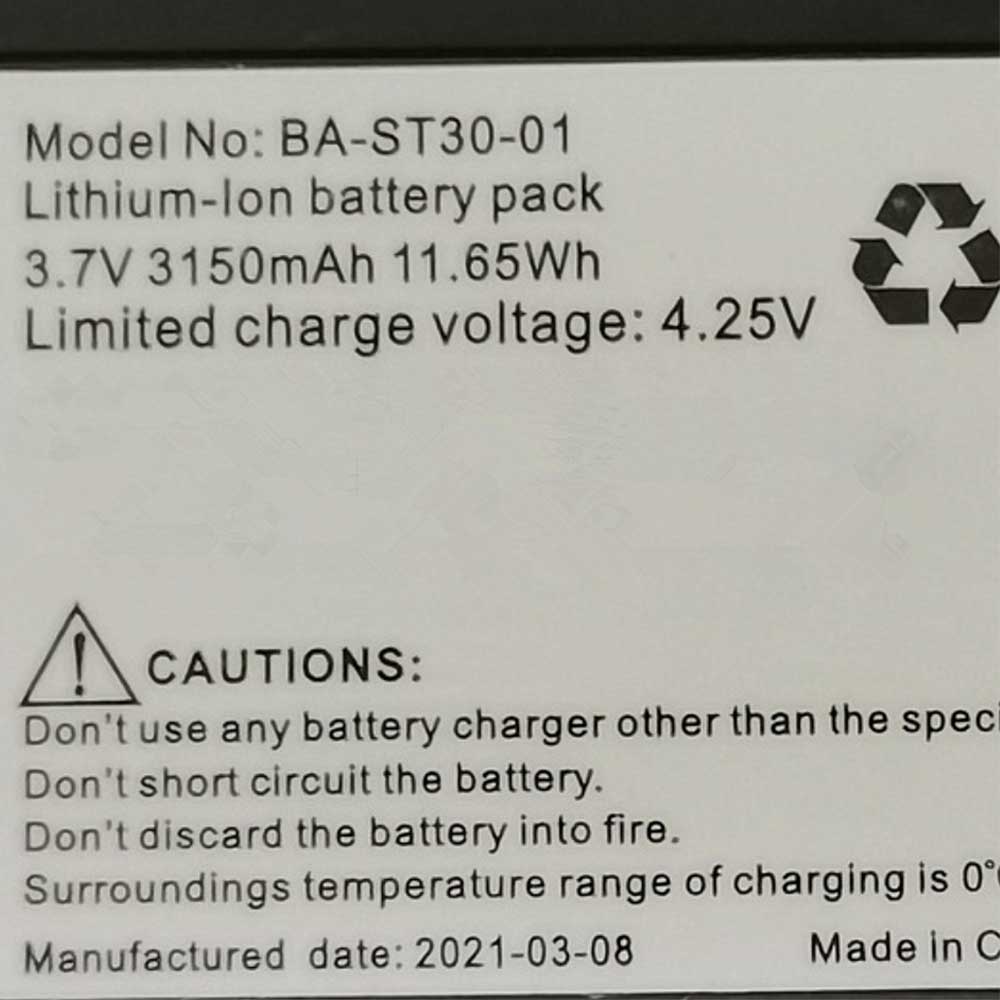 Model No: BA-ST30-01
Lithium-Ion battery pack
3.7V 3150mAh 11.65Wh
Limited charge voltage: 4.25V
CAUTIONS:
Don't use any battery charger other than the
Don't short circuit the battery.
Don't discard the battery into fire.
Surroundings temperature range of charging is 0°
Manufactured date: 2021-03-08
Made in